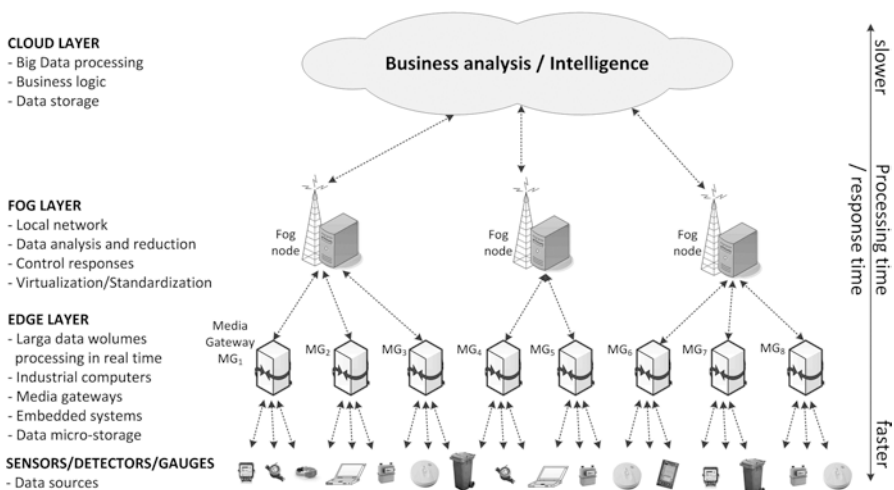 CLOUD LAYER
- Big Data processing
- Business logic
- Data storage
Business analysis / Intelligence
slower
Processing time
/ response time
faster
FOG LAYER
- Local network
- Data analysis and reduction
- Control responses
- Virtualization/Standardization
Fog
node
Fog
node
Fog
node
EDGE LAYER
- Larga data wolumes
processing in real time
- Industrial computers
- Media gateways
- Embedded systems
- Data micro-storage
Media
Gateway
MG1
MG2
MG3
MG4
MG5
MG6
MG7
MG8
SENSORS/DETECTORS/GAUGES
- Data sources